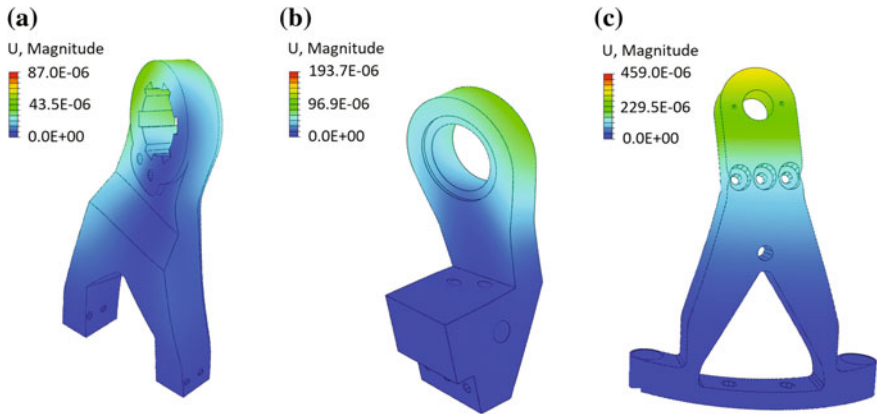 (a)
U, Magnitude
87.0E-06
43.5E-06
0.0E+00
(b)
U, Magnitude
193.7E-06
96.9E-06
0.0E+00
(c)
U, Magnitude
459.0E-06
229.5E-06
0.0E+00